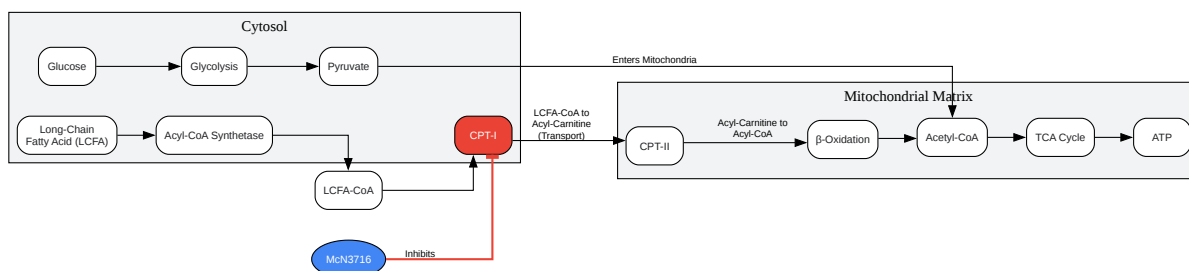 Cytosol
Glucose
Glycolysis
Pyruvate
Enters Mitochondria
Mitochondrial Matrix
Long-Chain
Fatty Acid (LCFA)
Acyl-CoA Synthetase
CPT-I
LCFA-CoA to
Acyl-Carnitine
(Transport)
CPT-II
Acyl-Carnitine to
Acyl-CoA
β-Oxidation
Acetyl-CoA
TCA Cycle
ATP
LCFA-CoA
McN3716
Inhibits